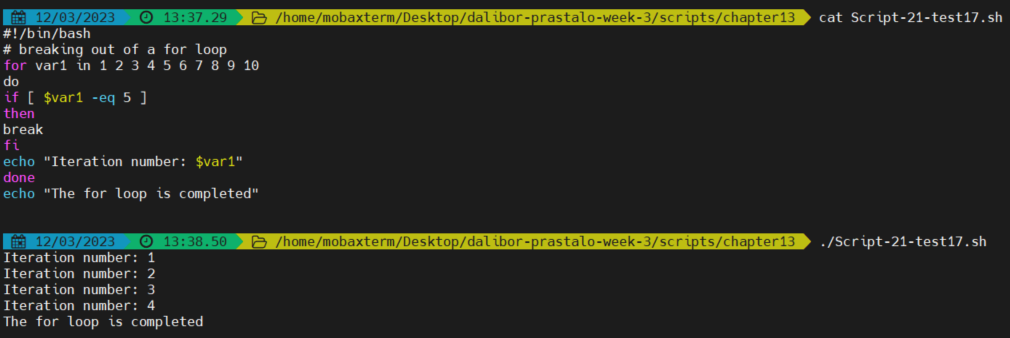 12/03/2023 13:37.29 /home/mobaxterm/Desktop/dalibor-prastalo-week-3/scripts/chapter13 cat Script-21-test17.sh
#!/bin/bash
# breaking out of a for loop
for var1 in 1 2 3 4 5 6 7 8 9 10
do
if [ $var1 -eq 5 ]
then
break
fi
echo "Iteration number: $var1"
done
echo "The for loop is completed"
12/03/2023 13:38.50 /home/mobaxterm/Desktop/dalibor-prastalo-week-3/scripts/chapter13 ./Script-21-test17.sh
Iteration number: 1
Iteration number: 2
Iteration number: 3
Iteration number: 4
The for loop is completed